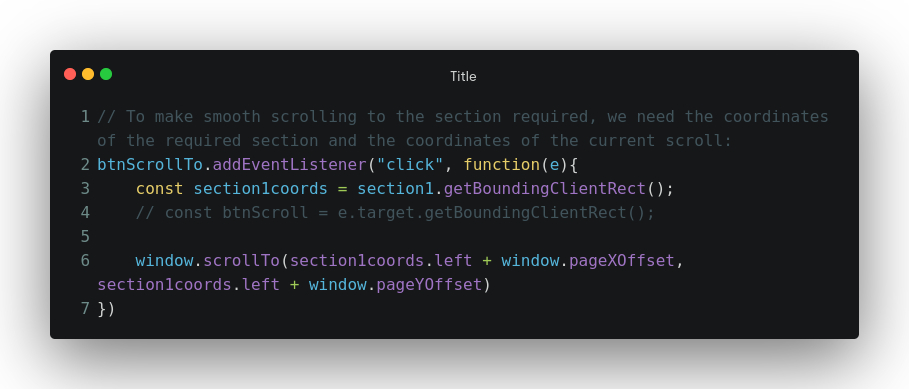 Title
1 // To make smooth scrolling to the section required, we need the coordinates
of the required section and the coordinates of the current scroll:
2 btnScrollTo.addEventListener("click", function(e){
3     const section1coords = section1.getBoundingClientRect();
4     // const btnScroll = e.target.getBoundingClientRect();
5
6     window.scrollTo(section1coords.left + window.pageXOffset,
section1coords.left + window.pageYOffset)
7 })